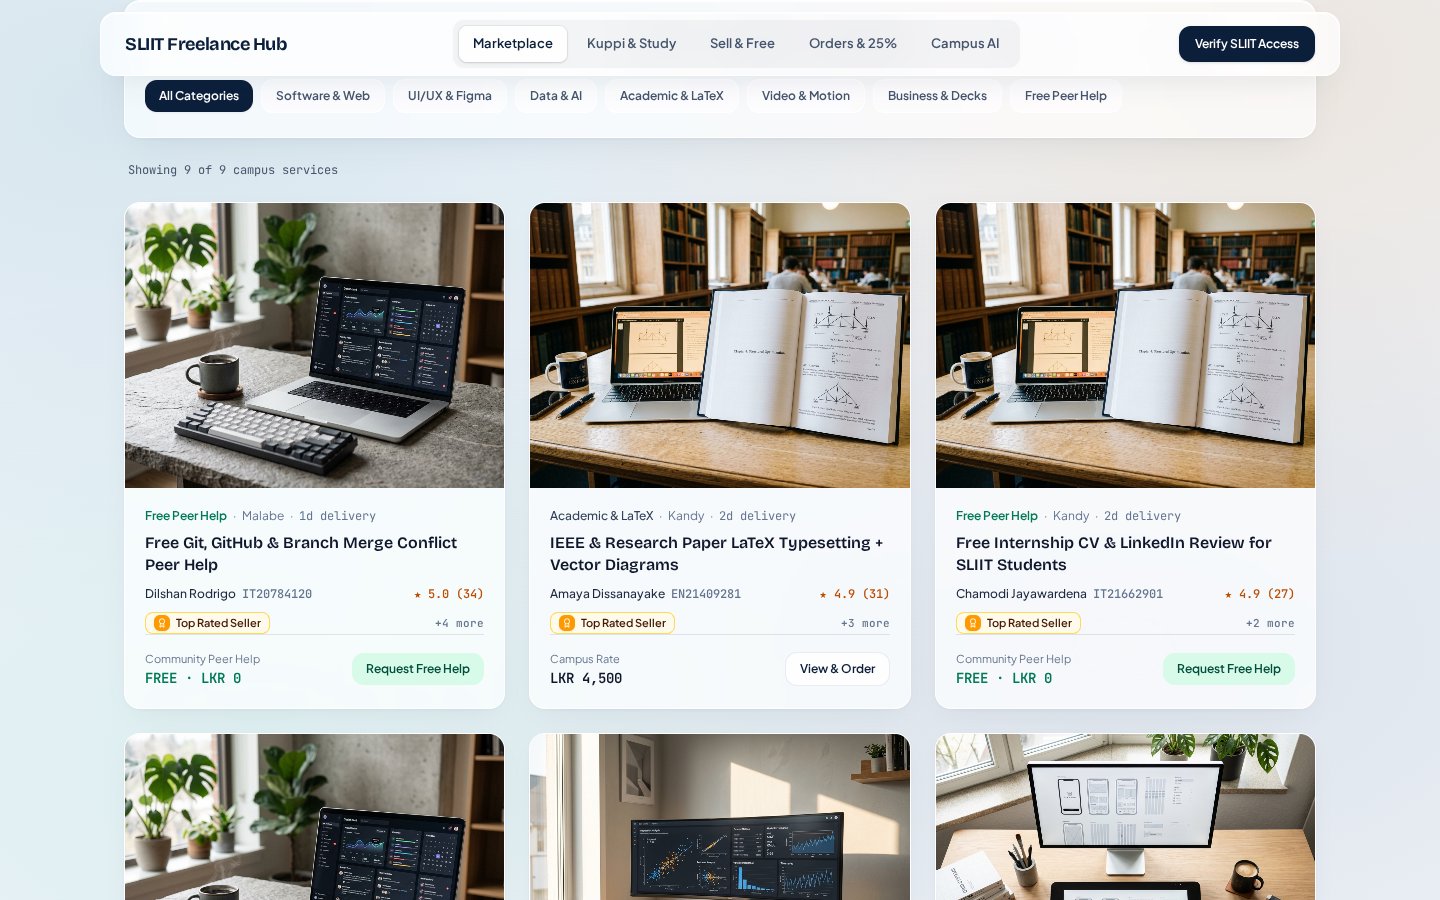 SLIIT Freelance Hub
Marketplace
Kuppi & Study
Sell & Free
Orders & 25%
Campus AI
Verify SLIIT Access
All Categories
Software & Web
UI/UX & Figma
Data & AI
Academic & LaTeX
Video & Motion
Business & Decks
Free Peer Help
Showing 9 of 9 campus services
Free Peer Help · Malabe · 1d delivery
Free Git, GitHub & Branch Merge Conflict
Peer Help
Dilshan Rodrigo IT20784120 ★ 5.0 (34)
Top Rated Seller +4 more
Community Peer Help
FREE · LKR 0
Request Free Help
Academic & LaTeX · Kandy · 2d delivery
IEEE & Research Paper LaTeX Typesetting +
Vector Diagrams
Amaya Dissanayake EN21409281 ★ 4.9 (31)
Top Rated Seller +3 more
Campus Rate
LKR 4,500
View & Order
Free Peer Help · Kandy · 2d delivery
Free Internship CV & LinkedIn Review for
SLIIT Students
Chamodi Jayawardena IT21662901 ★ 4.9 (27)
Top Rated Seller +2 more
Community Peer Help
FREE · LKR 0
Request Free Help